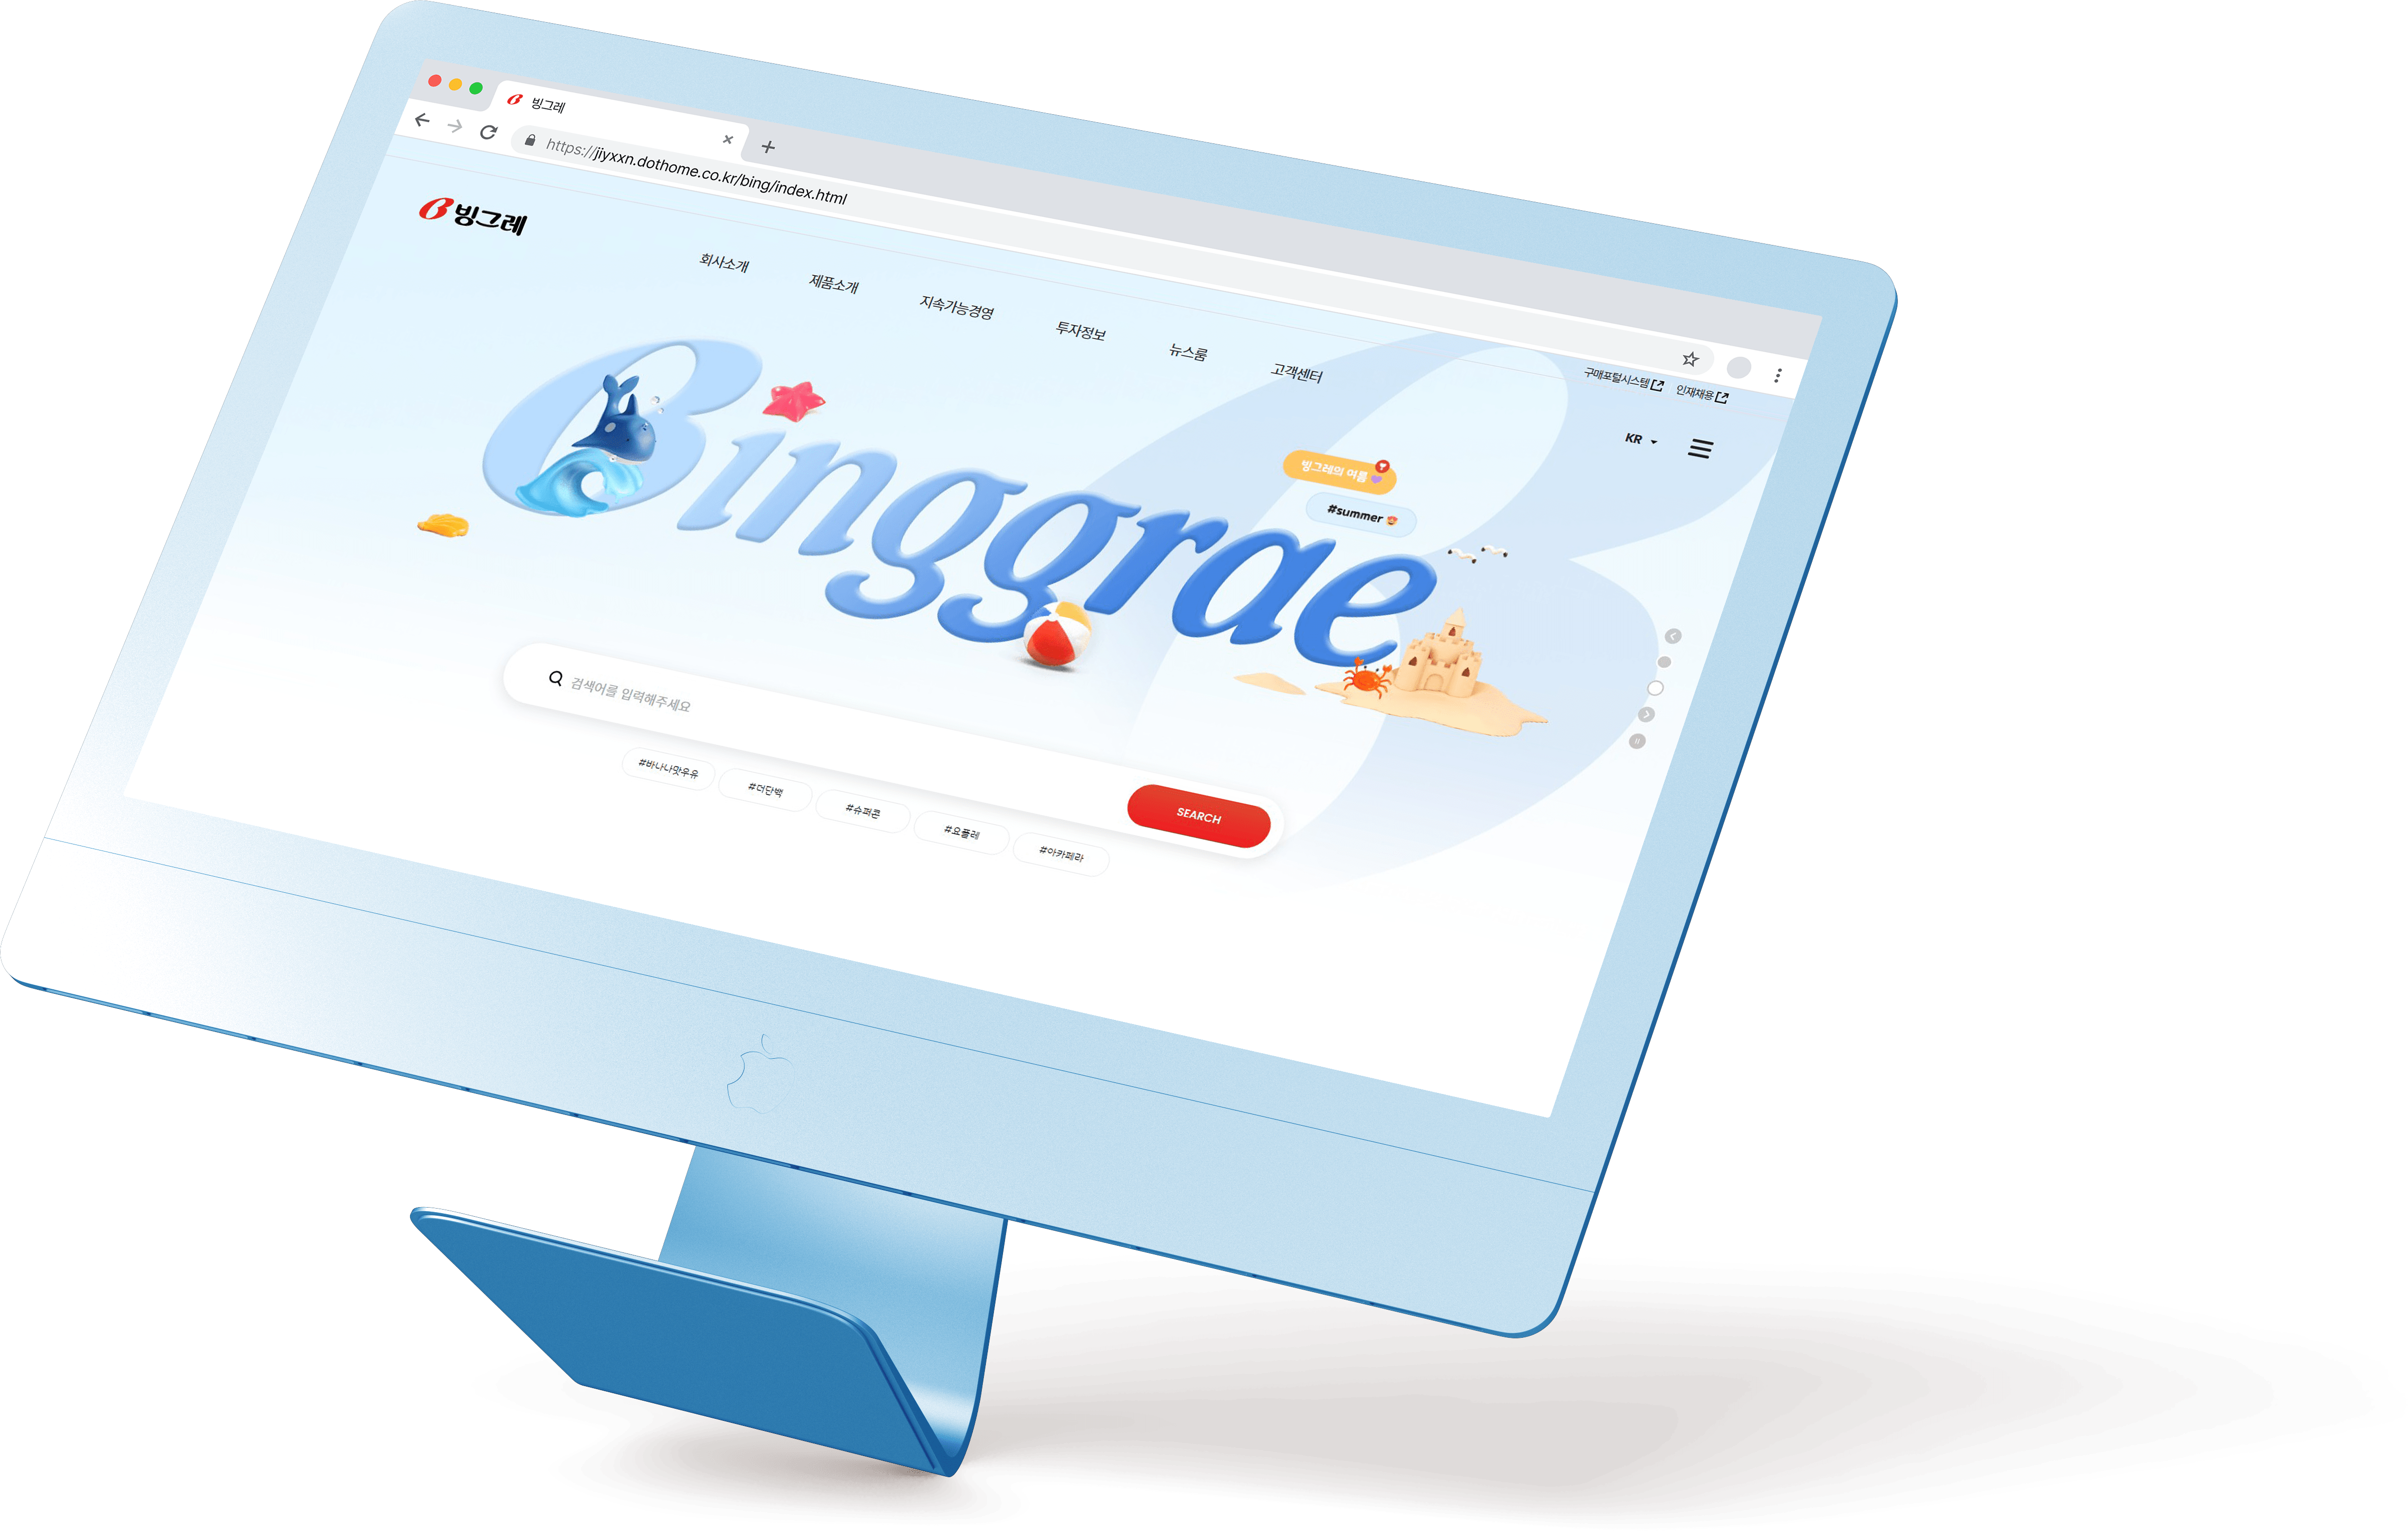 빙그레
https://jiyxxn.dothome.co.kr/bing/index.html
구매포털시스템 인재채용
빙그레
회사소개 제품소개 지속가능경영 투자정보 뉴스룸 고객센터
KR
Binggrae
빙그레의 여름
#summer
검색어를 입력해주세요
SEARCH
#바나나맛우유 #더단백 #슈퍼콘 #요플레 #아카페라